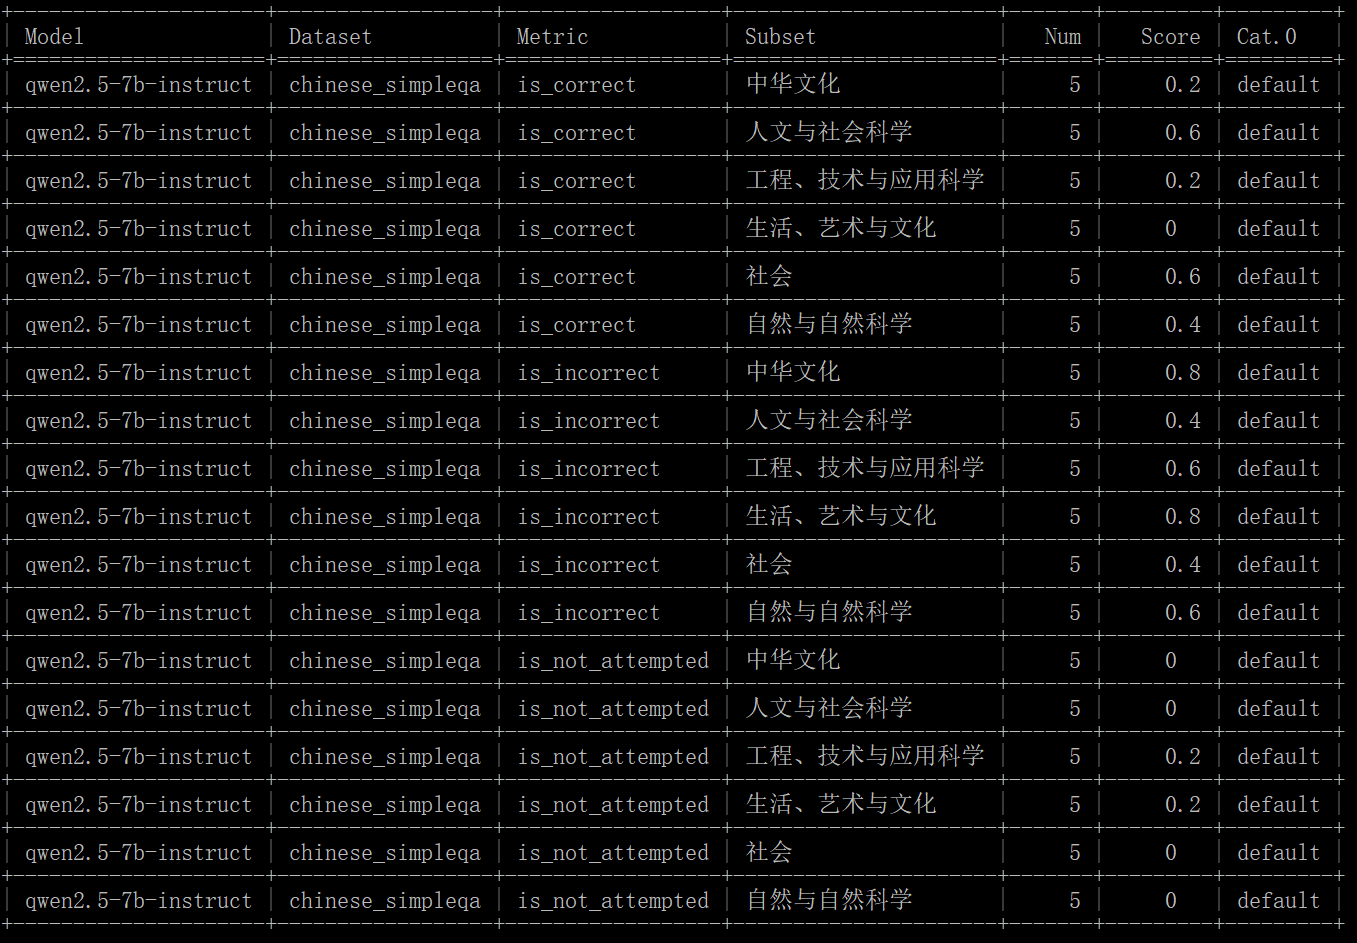 Model Dataset Metric Subset Num Score Cat.0
qwen2.5-7b-instruct chinese_simpleqa is_correct 中华文化 5 0.2 default
qwen2.5-7b-instruct chinese_simpleqa is_correct 人文与社会科学 5 0.6 default
qwen2.5-7b-instruct chinese_simpleqa is_correct 工程、技术与应用科学 5 0.2 default
qwen2.5-7b-instruct chinese_simpleqa is_correct 生活、艺术与文化 5 0 default
qwen2.5-7b-instruct chinese_simpleqa is_correct 社会 5 0.6 default
qwen2.5-7b-instruct chinese_simpleqa is_correct 自然与自然科学 5 0.4 default
qwen2.5-7b-instruct chinese_simpleqa is_incorrect 中华文化 5 0.8 default
qwen2.5-7b-instruct chinese_simpleqa is_incorrect 人文与社会科学 5 0.4 default
qwen2.5-7b-instruct chinese_simpleqa is_incorrect 工程、技术与应用科学 5 0.6 default
qwen2.5-7b-instruct chinese_simpleqa is_incorrect 生活、艺术与文化 5 0.8 default
qwen2.5-7b-instruct chinese_simpleqa is_incorrect 社会 5 0.4 default
qwen2.5-7b-instruct chinese_simpleqa is_incorrect 自然与自然科学 5 0.6 default
qwen2.5-7b-instruct chinese_simpleqa is_not_attempted 中华文化 5 0 default
qwen2.5-7b-instruct chinese_simpleqa is_not_attempted 人文与社会科学 5 0 default
qwen2.5-7b-instruct chinese_simpleqa is_not_attempted 工程、技术与应用科学 5 0.2 default
qwen2.5-7b-instruct chinese_simpleqa is_not_attempted 生活、艺术与文化 5 0.2 default
qwen2.5-7b-instruct chinese_simpleqa is_not_attempted 社会 5 0 default
qwen2.5-7b-instruct chinese_simpleqa is_not_attempted 自然与自然科学 5 0 default